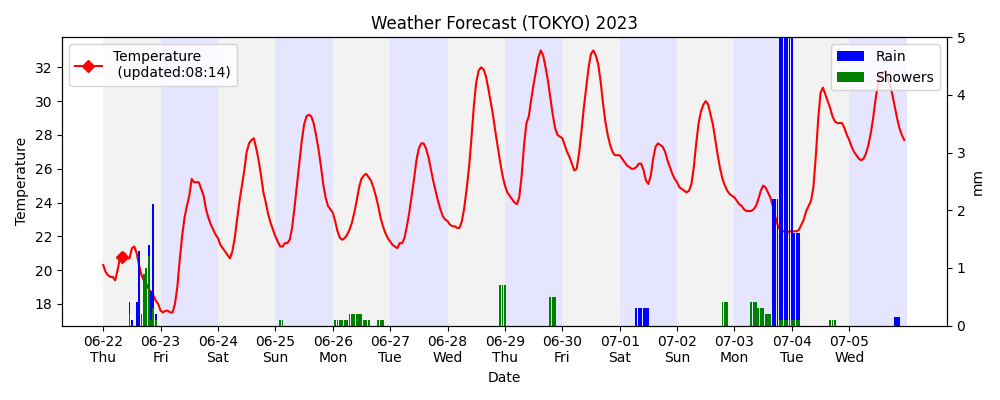 Weather Forecast (TOKYO) 2023
Temperature
(updated:08:14)
Rain
Showers
Temperature
32
30
28
26
24
22
20
18
5
4
3
2
1
0
mm
06-22 06-23 06-24 06-25 06-26 06-27 06-28 06-29 06-30 07-01 07-02 07-03 07-04 07-05
Thu Fri Sat Sun Mon Tue Wed Thu Fri Sat Sun Mon Tue Wed
Date